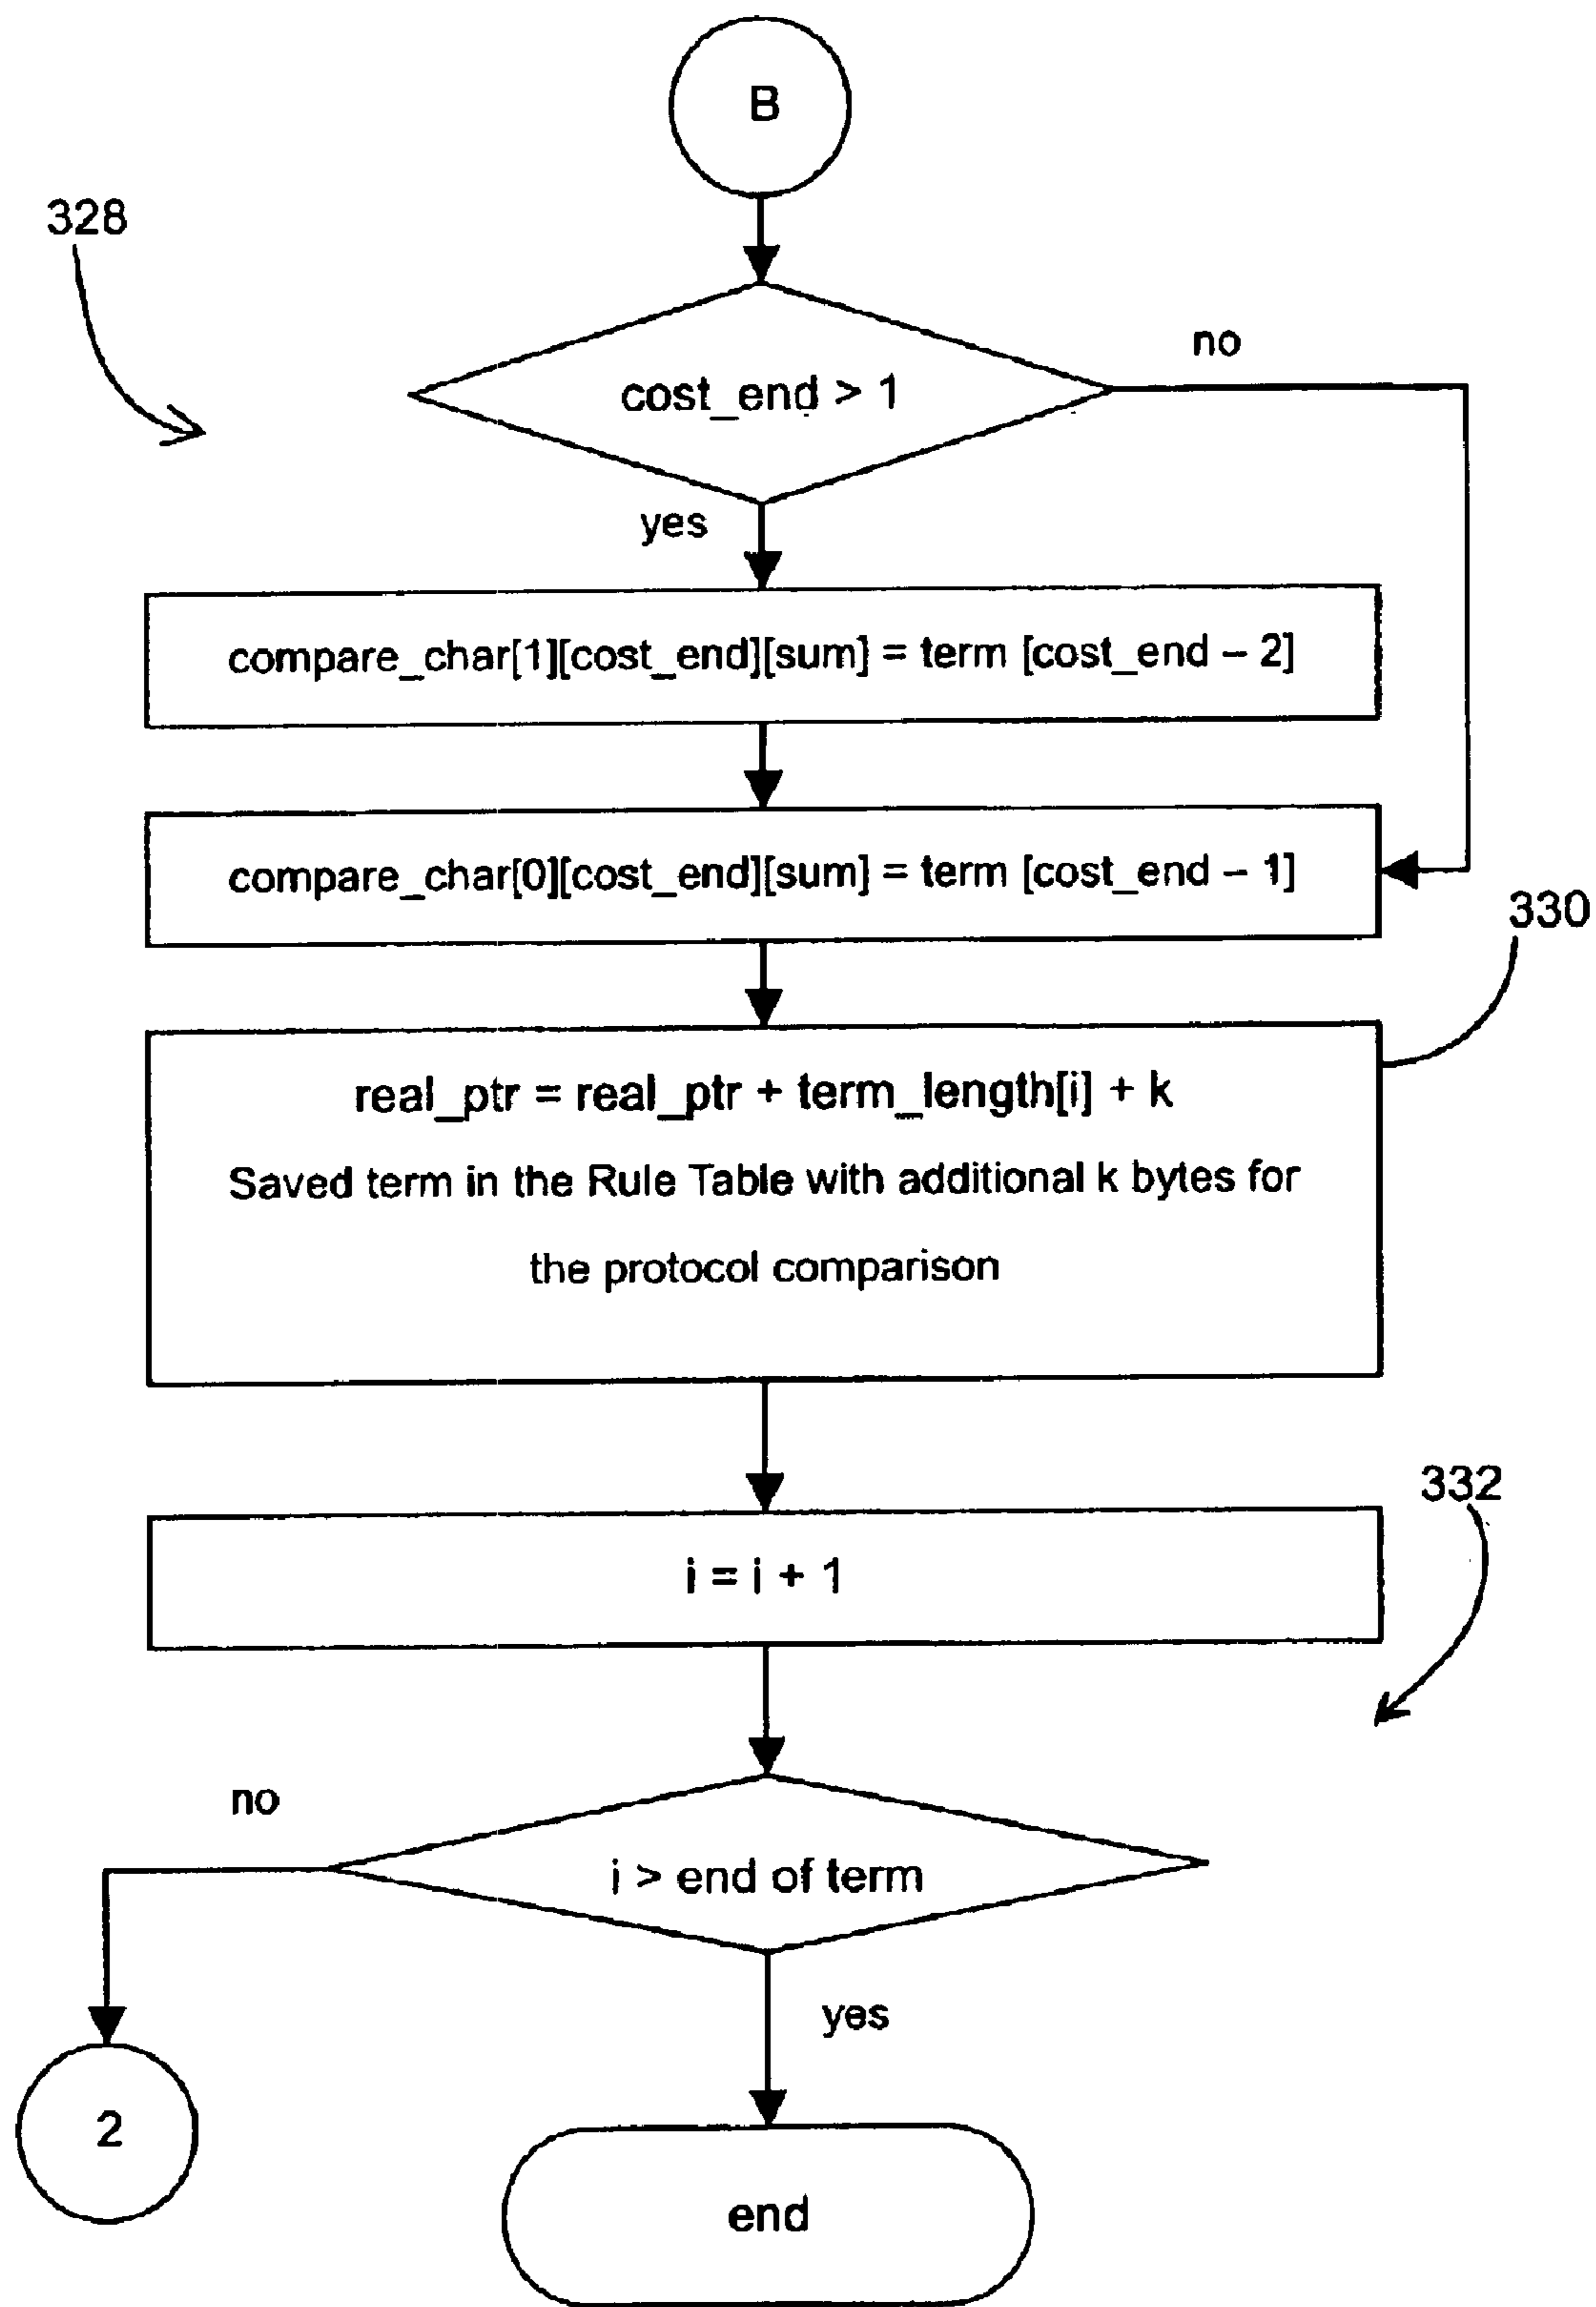 B
328
cost_end > 1
no
yes
compare_char[1][cost_end][sum] = term [cost_end – 2]
compare_char[0][cost_end][sum] = term [cost_end – 1]
330
real_ptr = real_ptr + term_length[i] + k
Saved term in the Rule Table with additional k bytes for
the protocol comparison
332
i = i + 1
no
i > end of term
yes
2
end